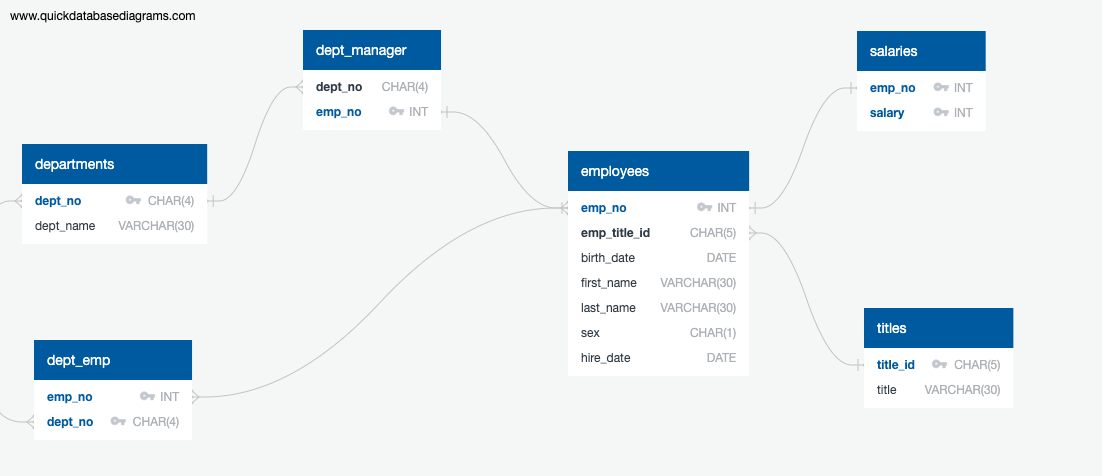 www.quickdatabasediagrams.com
dept_manager
dept_no CHAR(4)
emp_no INT
salaries
emp_no INT
salary INT
departments
dept_no CHAR(4)
dept_name VARCHAR(30)
employees
emp_no INT
emp_title_id CHAR(5)
birth_date DATE
first_name VARCHAR(30)
last_name VARCHAR(30)
sex CHAR(1)
hire_date DATE
titles
title_id CHAR(5)
title VARCHAR(30)
dept_emp
emp_no INT
dept_no CHAR(4)